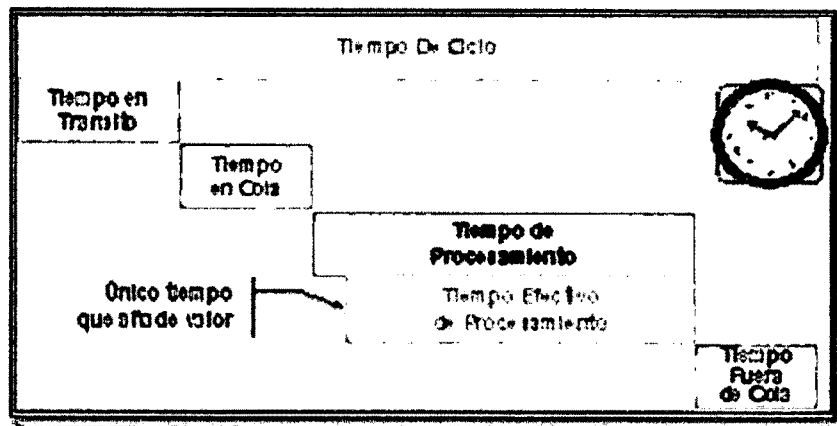 Tiempo De Ciclo
Tiempo en
Transito
Tiempo
en Cola
Tiempo de
Procesamiento
Único tiempo
que añade valor
Tiempo Efectivo
de Procesamiento
Tiempo
Fuera
de Cola